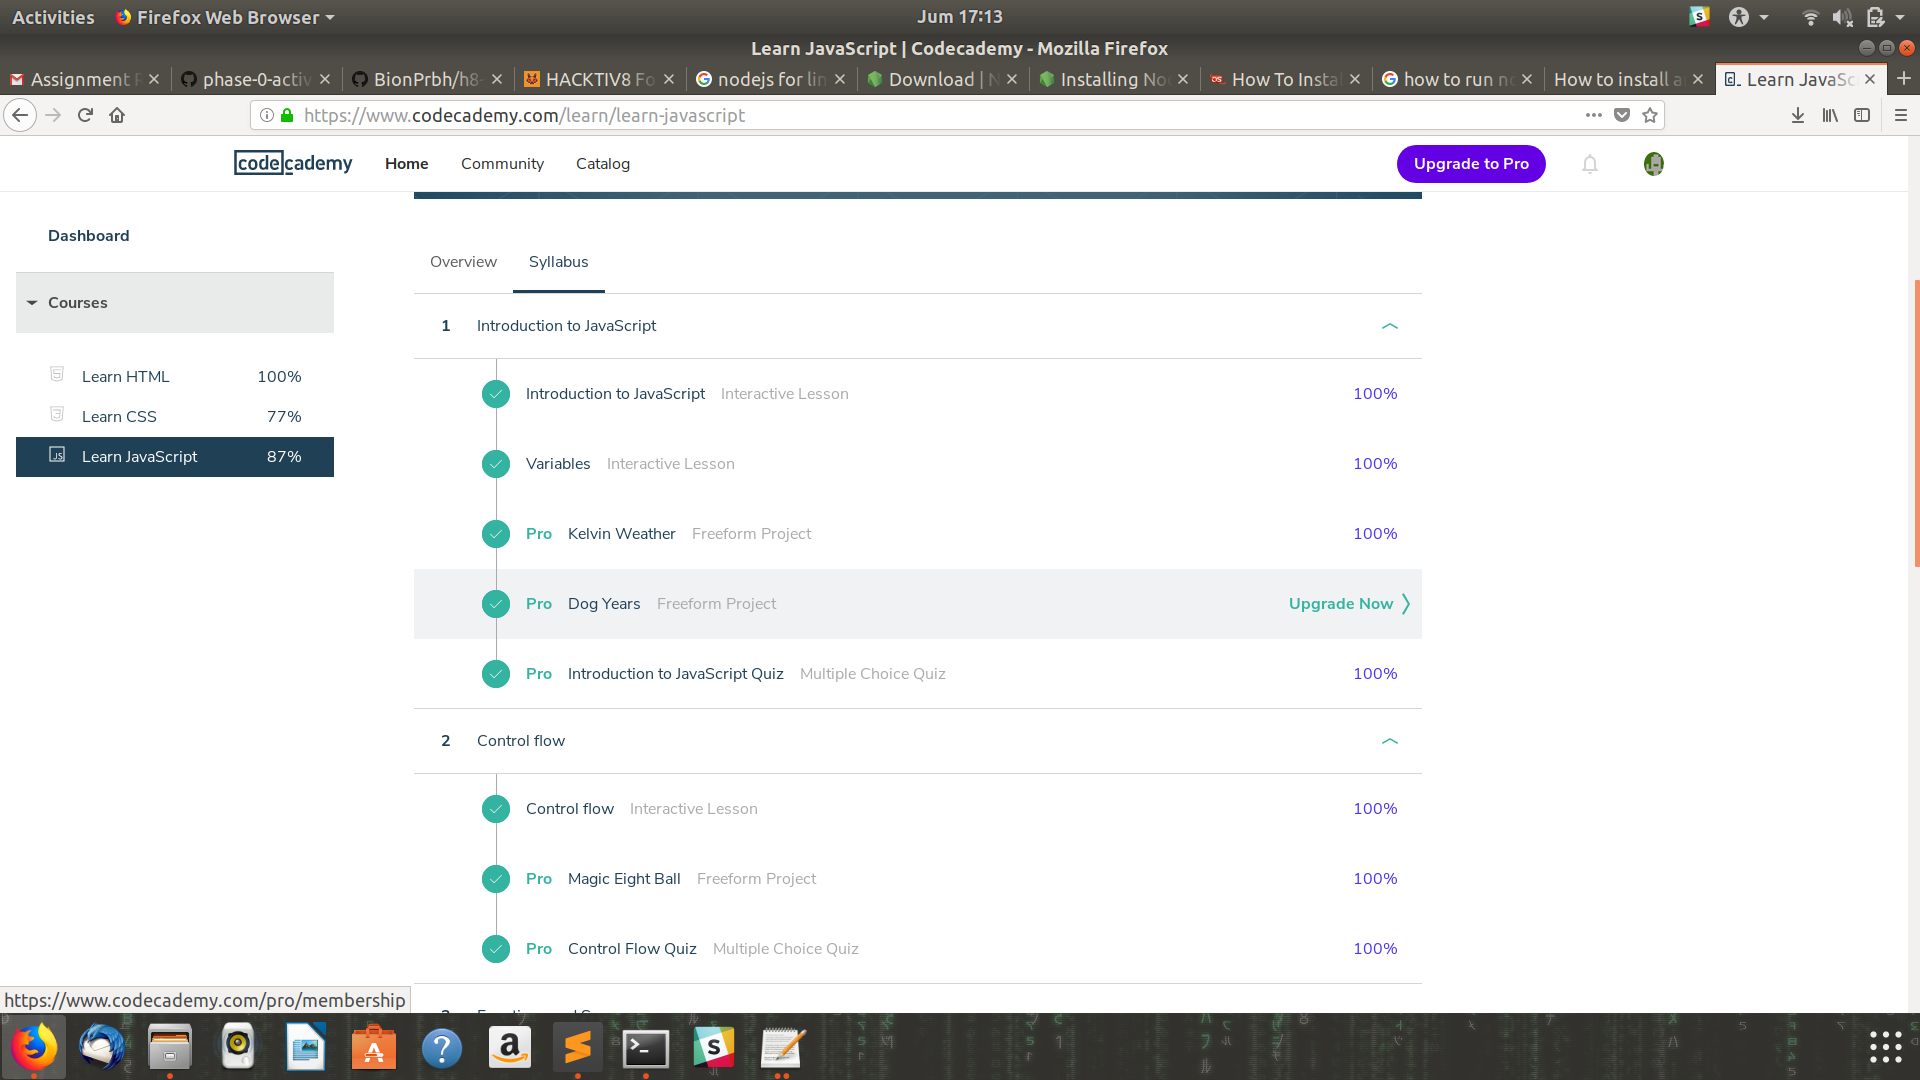 Activities Firefox Web Browser Jum 17:13
Learn JavaScript | Codecademy - Mozilla Firefox
Assignment phase-0-activ BionPrbh/h8- HACKTIV8 Fo nodejs for lin Download | N Installing No How To Insta how to run n How to install a Learn JavaSc
https://www.codecademy.com/learn/learn-javascript
codecademy Home Community Catalog Upgrade to Pro
Dashboard
Courses
Learn HTML 100%
Learn CSS 77%
Learn JavaScript 87%
Overview Syllabus
1 Introduction to JavaScript
Introduction to JavaScript Interactive Lesson 100%
Variables Interactive Lesson 100%
Pro Kelvin Weather Freeform Project 100%
Pro Dog Years Freeform Project Upgrade Now
Pro Introduction to JavaScript Quiz Multiple Choice Quiz 100%
2 Control flow
Control flow Interactive Lesson 100%
Pro Magic Eight Ball Freeform Project 100%
Pro Control Flow Quiz Multiple Choice Quiz 100%
https://www.codecademy.com/pro/membership